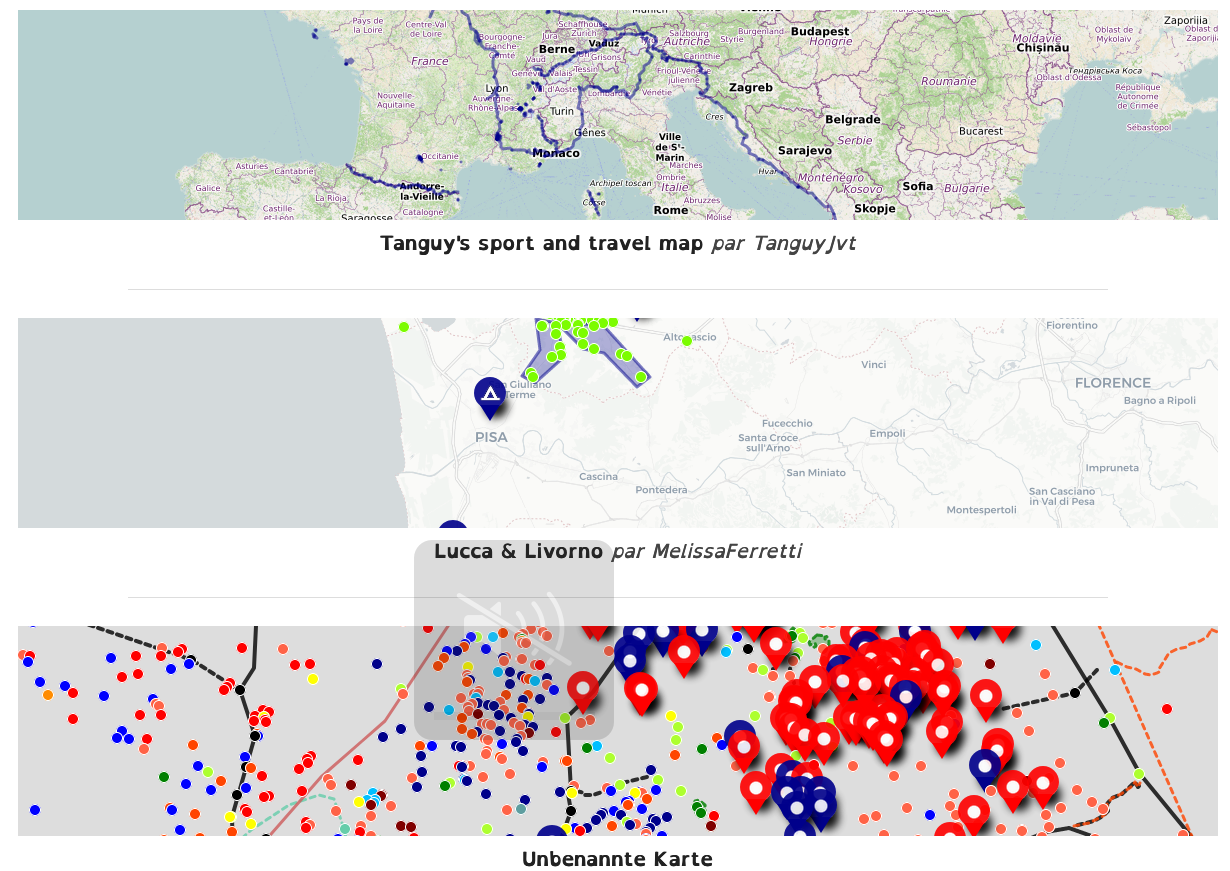 Munich
Vienne
Zaporijia
Pays de
la Loire
Centre-Val
de Loire
Bourgogne-
Franche-
Comté
Jura
Schaffhouse
Zurich
Berne
Vaduz
Vaud
Grisons
Salzbourg
Autriche
Styrie
Burgenland
Budapest
Hongrie
Carinthie
Moldavie
Chișinău
Oblast de
Mykolaïv
France
Genève
Valais
Tessin
Frioul-Vénétie
julienne
Тендрівська Коса
Oblast d'Odessa
Lyon
Auvergne-
Rhône-Alpes
Val d'Aoste
Lombardie
Vénétie
Zagreb
Roumanie
République
Autonome
de Crimée
Nouvelle-
Aquitaine
Turin
Cres
Belgrade
Serbie
Bucarest
Sébastopol
Gênes
Ville
de S'-
Marin
Monaco
Sarajevo
Occitanie
Asturies
Cantabrie
Marches
Hvar
Monténégro
Kosovo
Sofia
Bulgarie
Galice
La Rioja
Andorre-
la-Vieille
Archipel toscan
Ombrie
Italie
Abruzzes
Castille-
et-León
Saragosse
Catalogne
Corse
Rome
Molise
Skopje
Tanguy's sport and travel map par TanguyJvt
Altopascio
Fiorentino
Vinci
FLORENCE
San Giuliano
Terme
Bagno a Ripoli
PISA
Fucecchio
Santa Croce
sull'Arno
Empoli
Cascina
San Miniato
Impruneta
Pontedera
San Casciano
in Val di Pesa
Montespertoli
Lucca & Livorno par MelissaFerretti
Unbenannte Karte